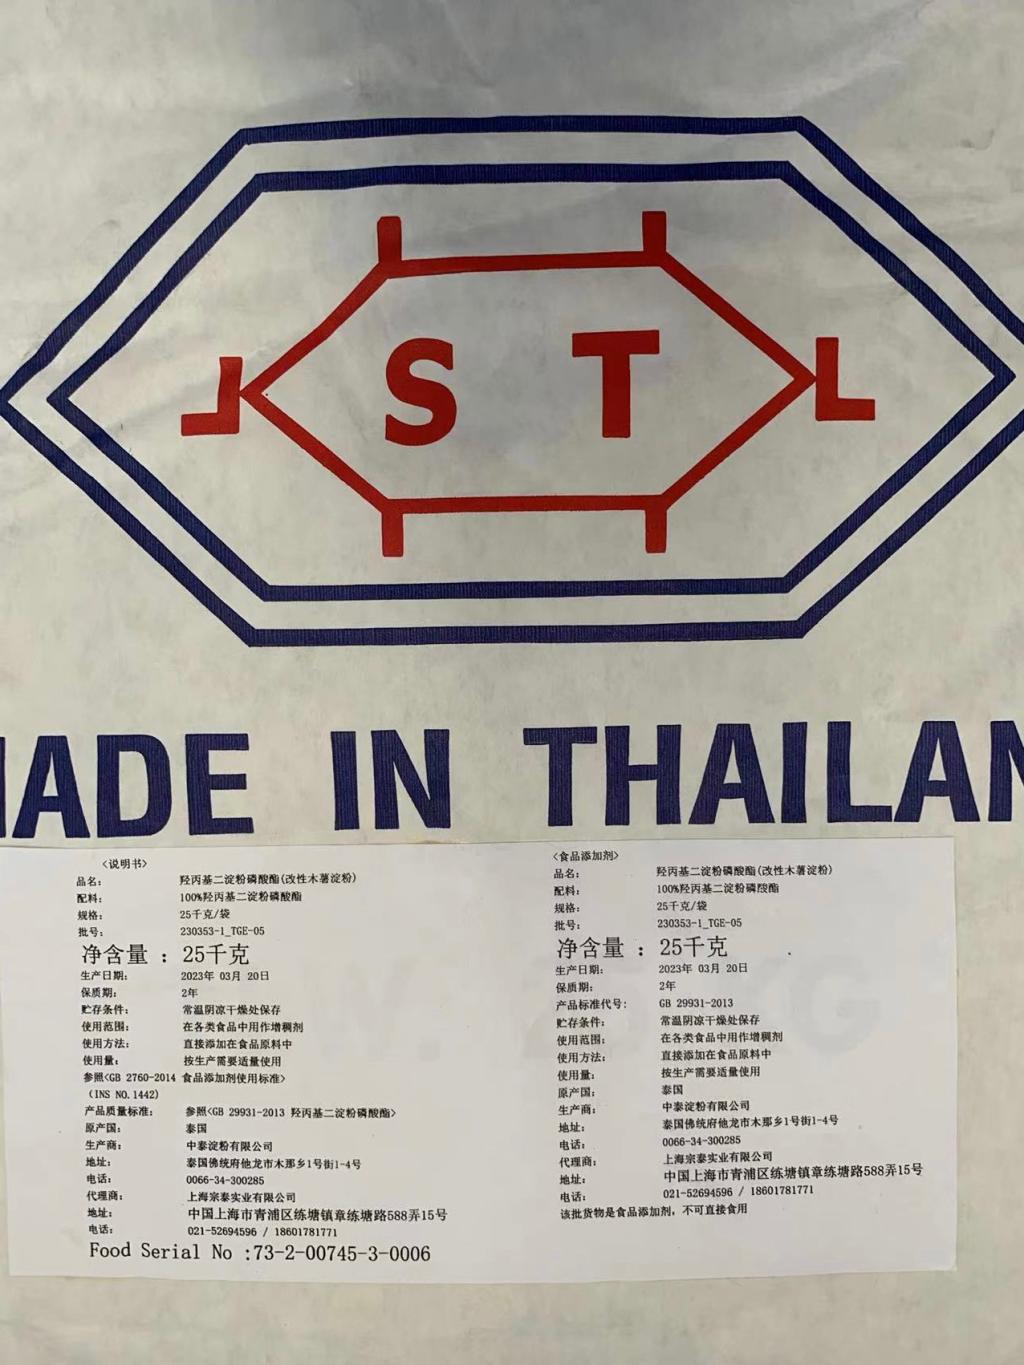 J S T L
MADE IN THAILAN
<说明书>
品名: 羟丙基二淀粉磷酸酯(改性木薯淀粉)
配料: 100%羟丙基二淀粉磷酸酯
规格: 25千克/袋
批号: 230353-1_TGE-05
净含量 : 25千克
生产日期: 2023年 03月 20日
保质期: 2年
贮存条件: 常温阴凉干燥处保存
使用范围: 在各类食品中用作增稠剂
使用方法: 直接添加在食品原料中
使用量: 按生产需要适量使用
参照<GB 2760-2014 食品添加剂使用标准>
(INS NO.1442)
产品质量标准: 参照<GB 29931-2013 羟丙基二淀粉磷酸酯>
原产国: 泰国
生产商: 中泰淀粉有限公司
地址: 泰国佛统府他龙市木那乡1号街1-4号
电话: 0066-34-300285
代理商: 上海宗泰实业有限公司
地址: 中国上海市青浦区练塘镇章练塘路588弄15号
电话: 021-52694596 / 18601781771
Food Serial No :73-2-00745-3-0006
<食品添加剂>
品名: 羟丙基二淀粉磷酸酯(改性木薯淀粉)
配料: 100%羟丙基二淀粉磷酸酯
规格: 25千克/袋
批号: 230353-1_TGE-05
净含量 : 25千克
生产日期: 2023年 03月 20日
保质期: 2年
产品标准代号: GB 29931-2013
贮存条件: 常温阴凉干燥处保存
使用范围: 在各类食品中用作增稠剂
使用方法: 直接添加在食品原料中
使用量: 按生产需要适量使用
原产国: 泰国
生产商: 中泰淀粉有限公司
地址: 泰国佛统府他龙市木那乡1号街1-4号
电话: 0066-34-300285
代理商: 上海宗泰实业有限公司
地址: 中国上海市青浦区练塘镇章练塘路588弄15号
电话: 021-52694596 / 18601781771
该批货物是食品添加剂, 不可直接食用